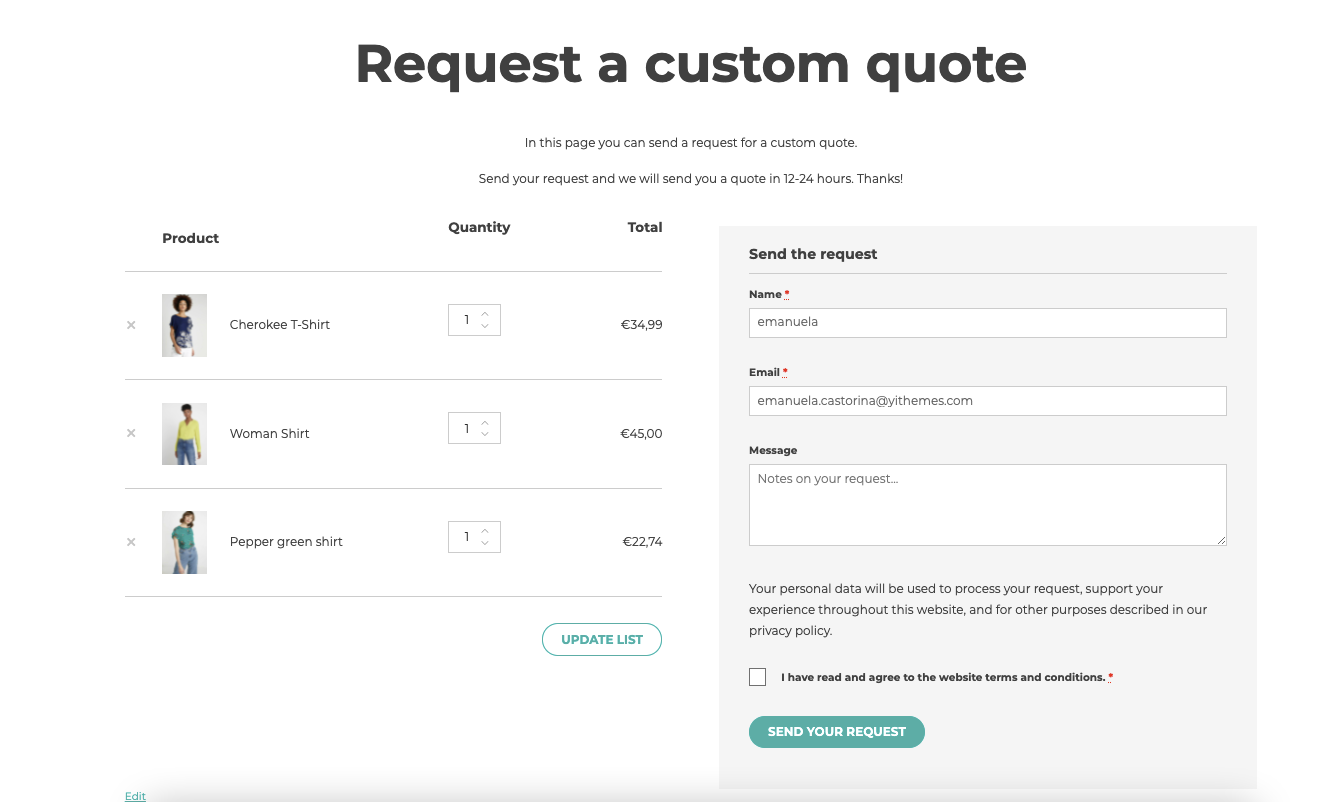 Request a custom quote
In this page you can send a request for a custom quote.
Send your request and we will send you a quote in 12-24 hours. Thanks!
Product Quantity Total
× Cherokee T-Shirt 1 €34,99
× Woman Shirt 1 €45,00
× Pepper green shirt 1 €22,74
UPDATE LIST
Send the request
Name *
emanuela
Email *
emanuela.castorina@yithemes.com
Message
Notes on your request...
Your personal data will be used to process your request, support your
experience throughout this website, and for other purposes described in our
privacy policy.
I have read and agree to the website terms and conditions. *
SEND YOUR REQUEST
Edit